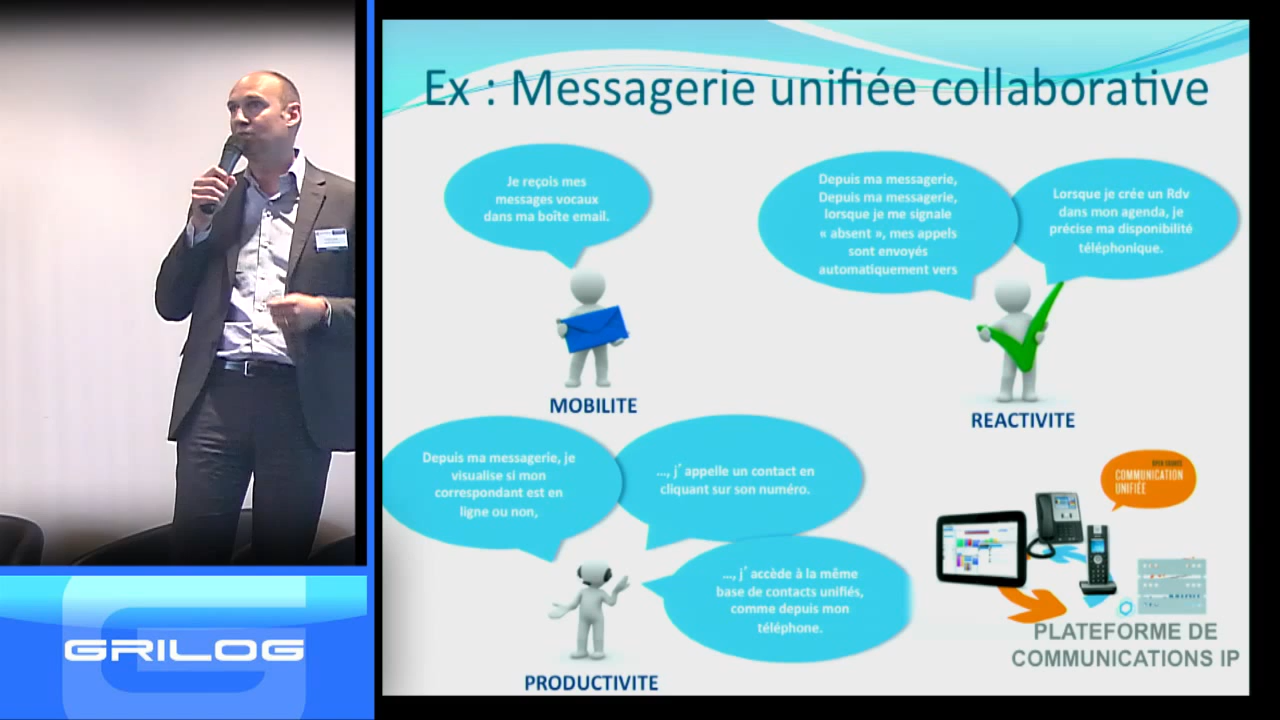 Ex : Messagerie unifiée collaborative
Je reçois mes
messages vocaux
dans ma boîte email.
Depuis ma messagerie,
Depuis ma messagerie,
lorsque je me signale
« absent », mes appels
sont envoyés
automatiquement vers
Lorsque je crée un Rdv
dans mon agenda, je
précise ma disponibilité
téléphonique.
MOBILITE
REACTIVITE
Depuis ma messagerie, je
visualise si mon
correspondant est en
ligne ou non,
..., j' appelle un contact en
cliquant sur son numéro.
..., j' accède à la même
base de contacts unifiés,
comme depuis mon
téléphone.
PRODUCTIVITE
OPEN SOURCE
COMMUNICATION
UNIFIÉE
PLATEFORME DE
COMMUNICATIONS IP
GRILOG